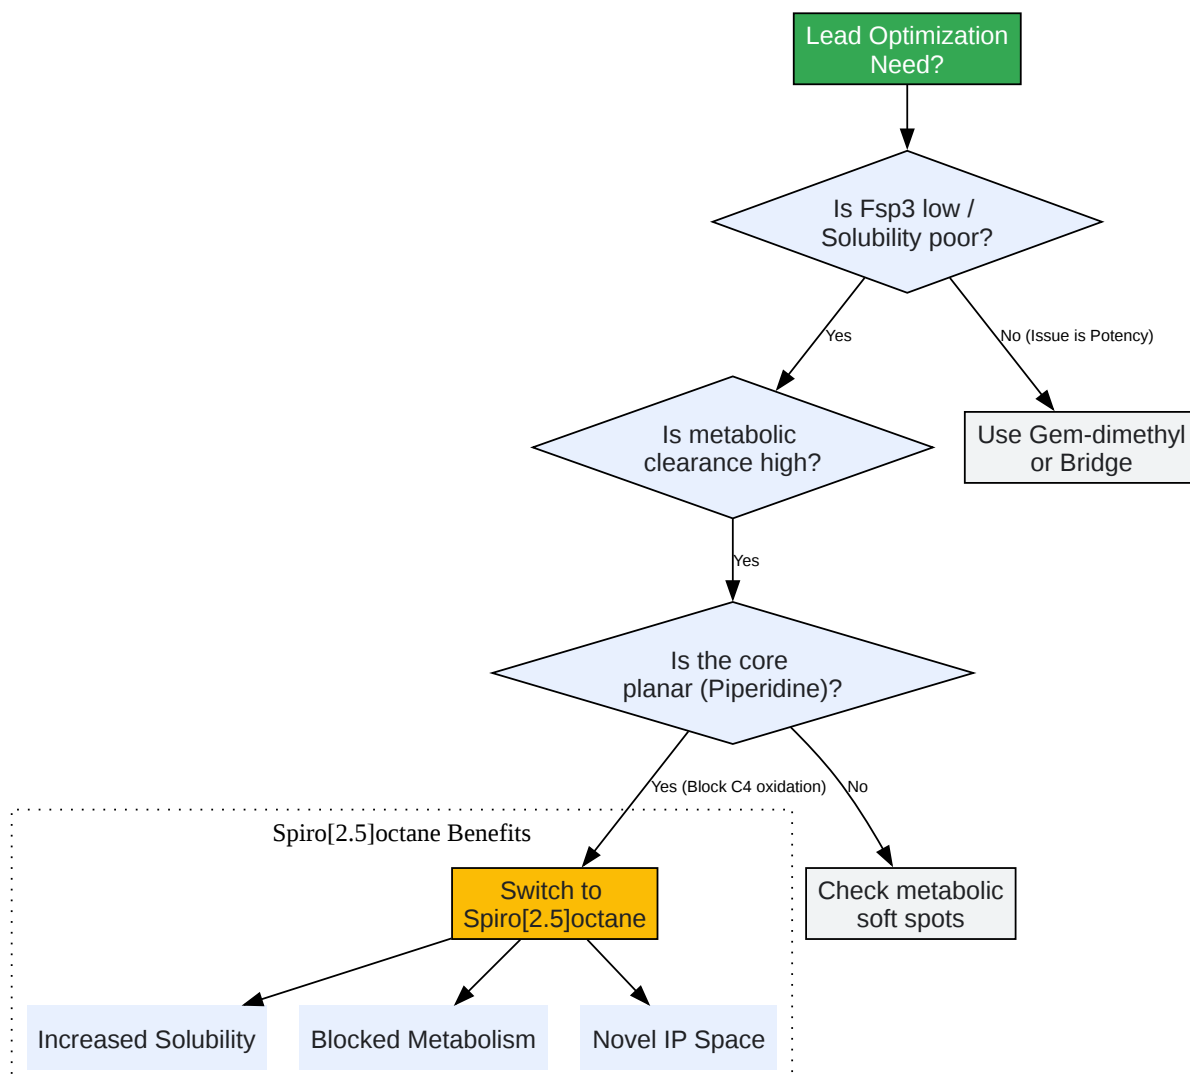 Lead Optimization
Need?
Is Fsp3 low /
Solubility poor?
Yes
No (Issue is Potency)
Is metabolic
clearance high?
Use Gem-dimethyl
or Bridge
Yes
Is the core
planar (Piperidine)?
Yes (Block C4 oxidation)
No
Spiro[2.5]octane Benefits
Switch to
Spiro[2.5]octane
Check metabolic
soft spots
Increased Solubility
Blocked Metabolism
Novel IP Space